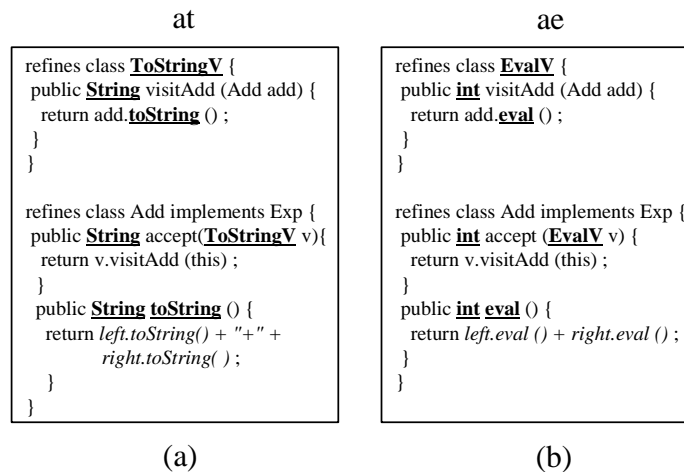 at
refines class ToStringV {
public String visitAdd (Add add) {
return add.toString () ;
}
}
refines class Add implements Exp {
public String accept(ToStringV v){
return v.visitAdd (this) ;
}
public String toString () {
return left.toString() + "+" +
right.toString( ) ;
}
}
(a)
ae
refines class EvalV {
public int visitAdd (Add add) {
return add.eval () ;
}
}
refines class Add implements Exp {
public int accept (EvalV v) {
return v.visitAdd (this) ;
}
public int eval () {
return left.eval () + right.eval () ;
}
}
(b)